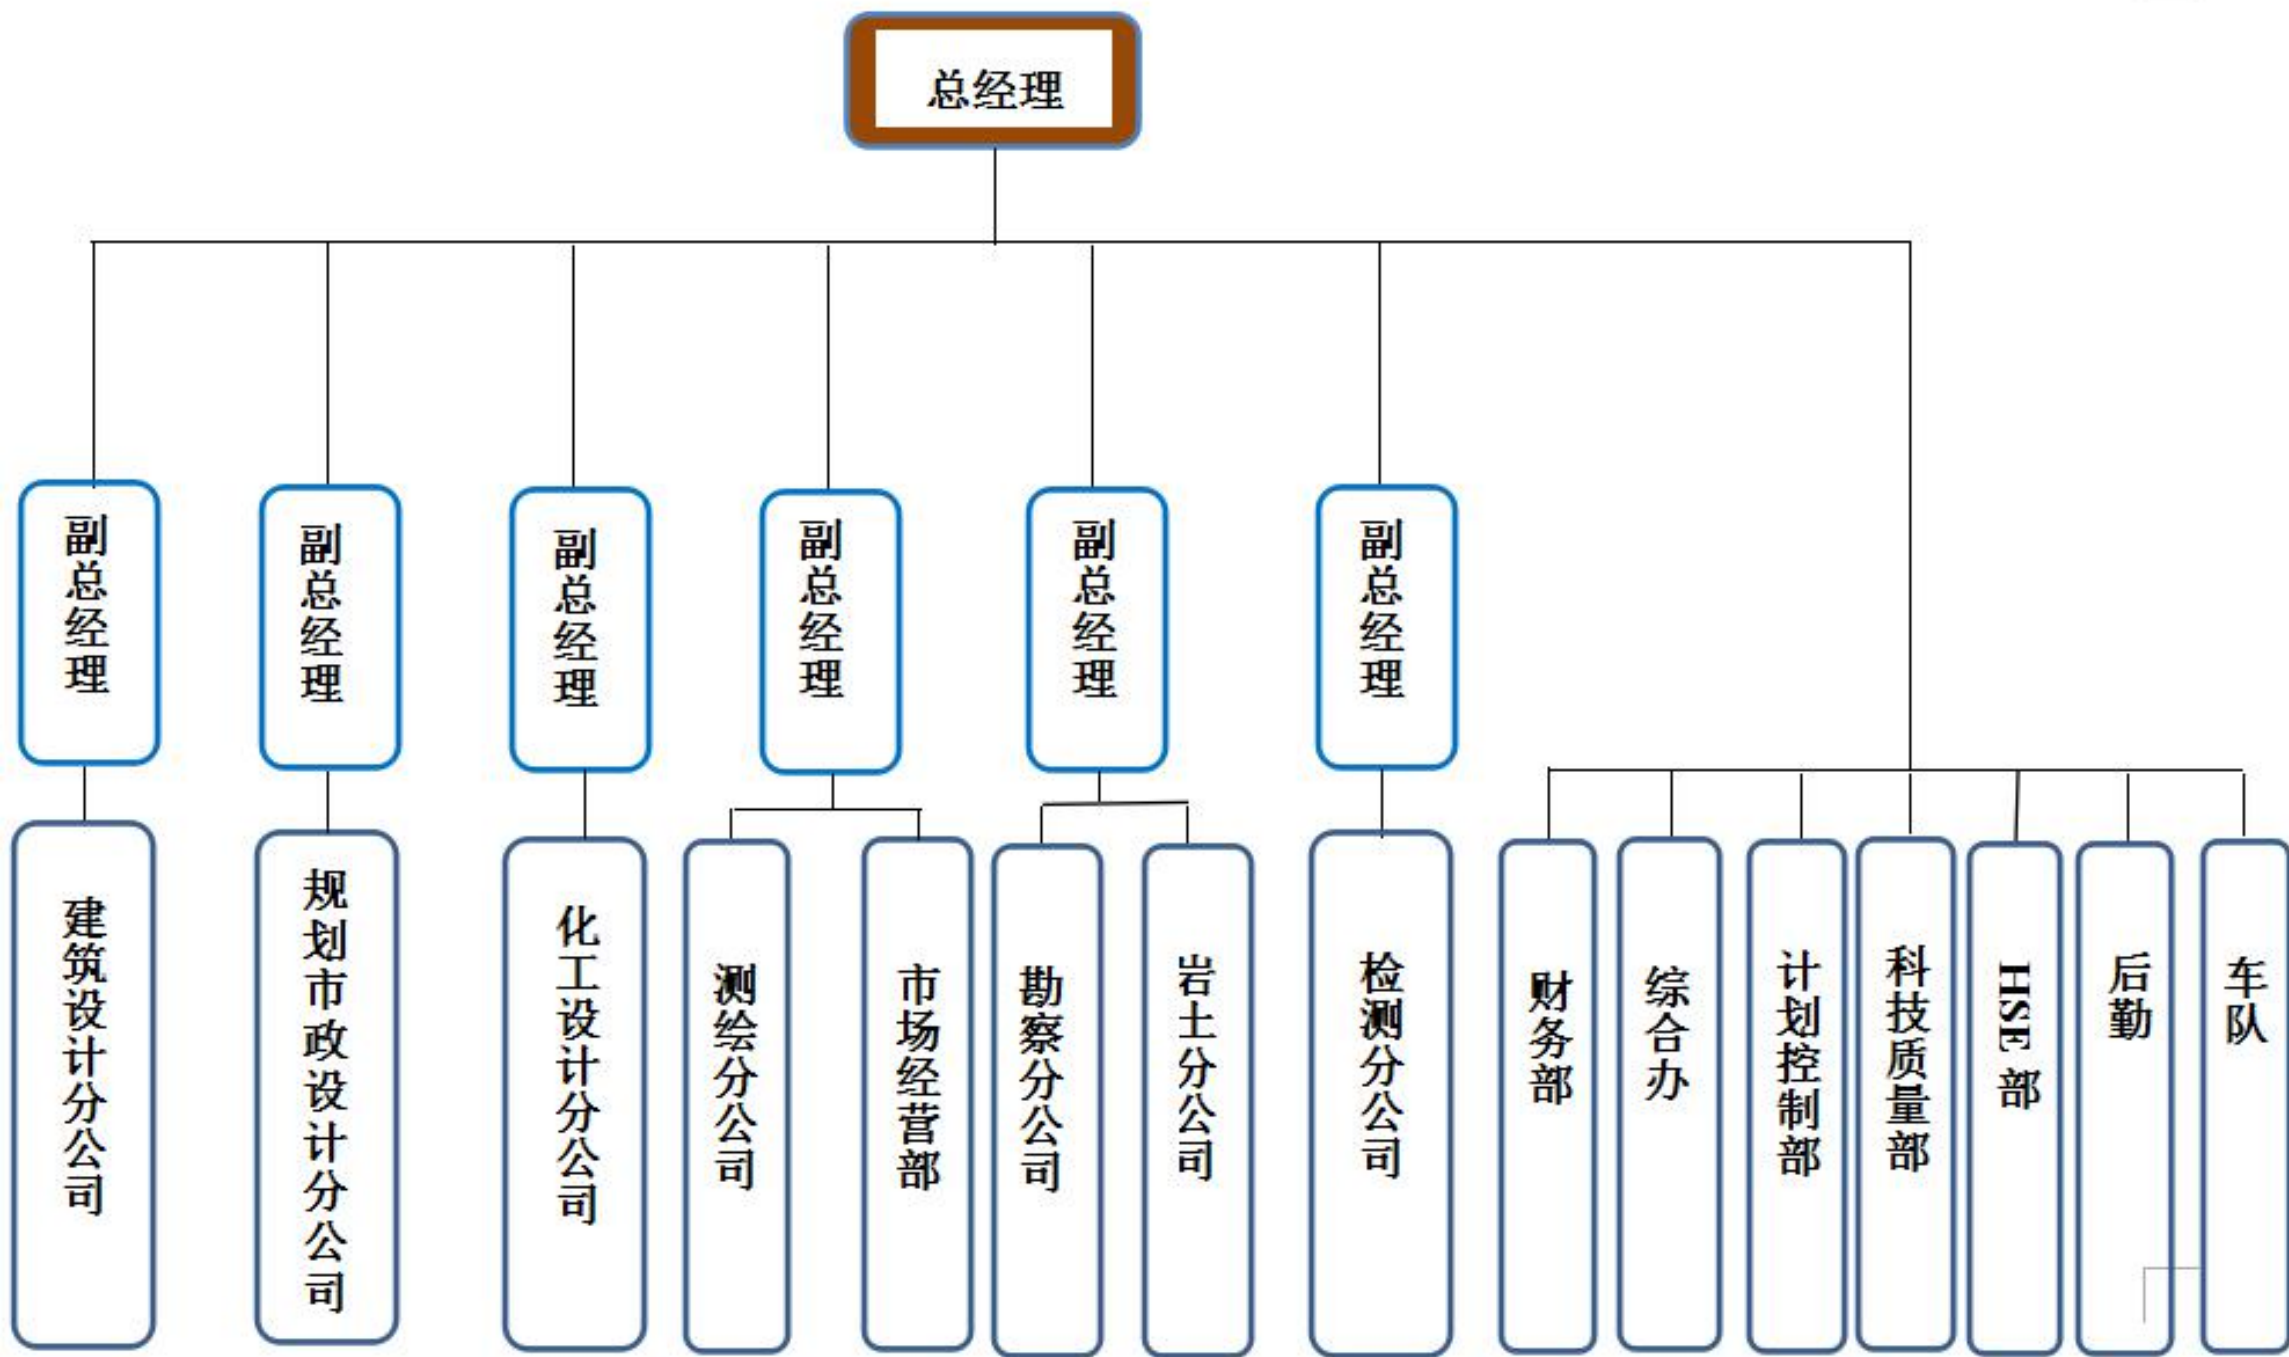 总经理
副总经理
副总经理
副总经理
副总经理
副总经理
副总经理
建筑设计分公司
规划市政设计分公司
化工设计分公司
测绘分公司
市场经营部
勘察分公司
岩土分公司
检测分公司
财务部
综合办
计划控制部
科技质量部
HSE 部
后勤
车队